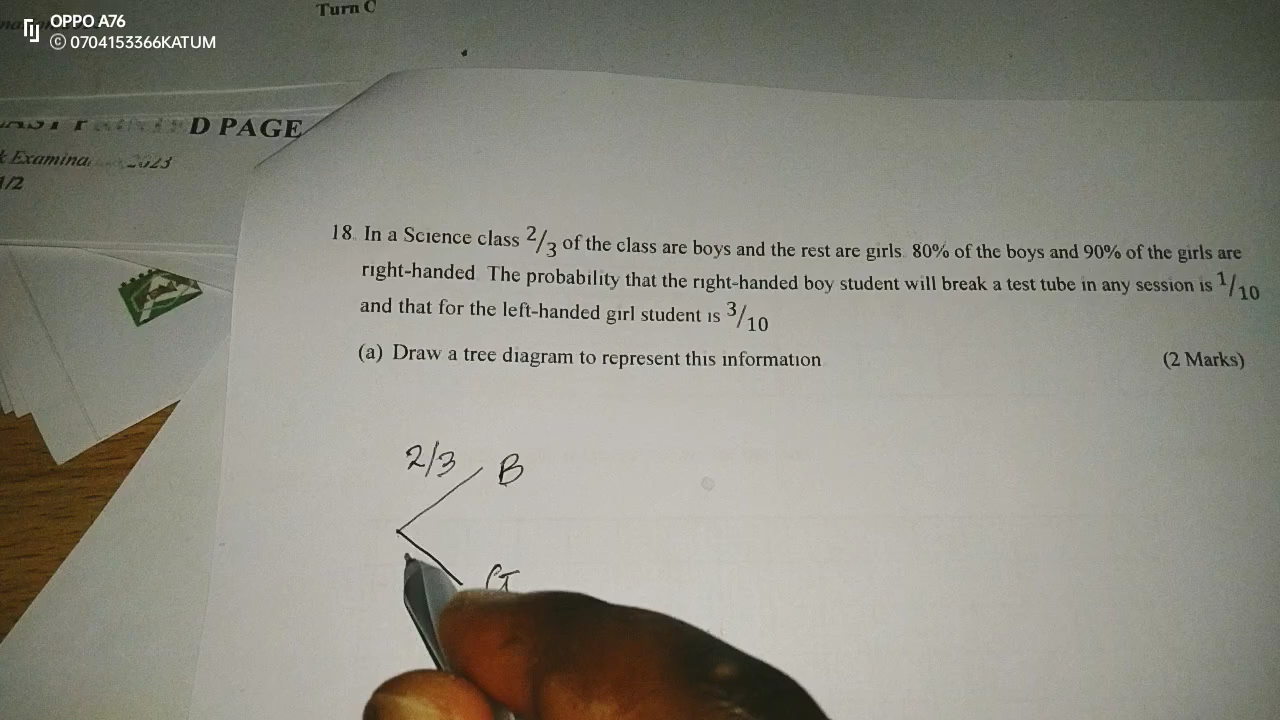 Turn
OPPO A76
© 0704153366KATUM
D PAGE
Examina
1/2
18. In a Science class 2/3 of the class are boys and the rest are girls. 80% of the boys and 90% of the girls are
right-handed. The probability that the right-handed boy student will break a test tube in any session is 1/10
and that for the left-handed girl student is 3/10
(a) Draw a tree diagram to represent this information
(2 Marks)
2/3 B
G